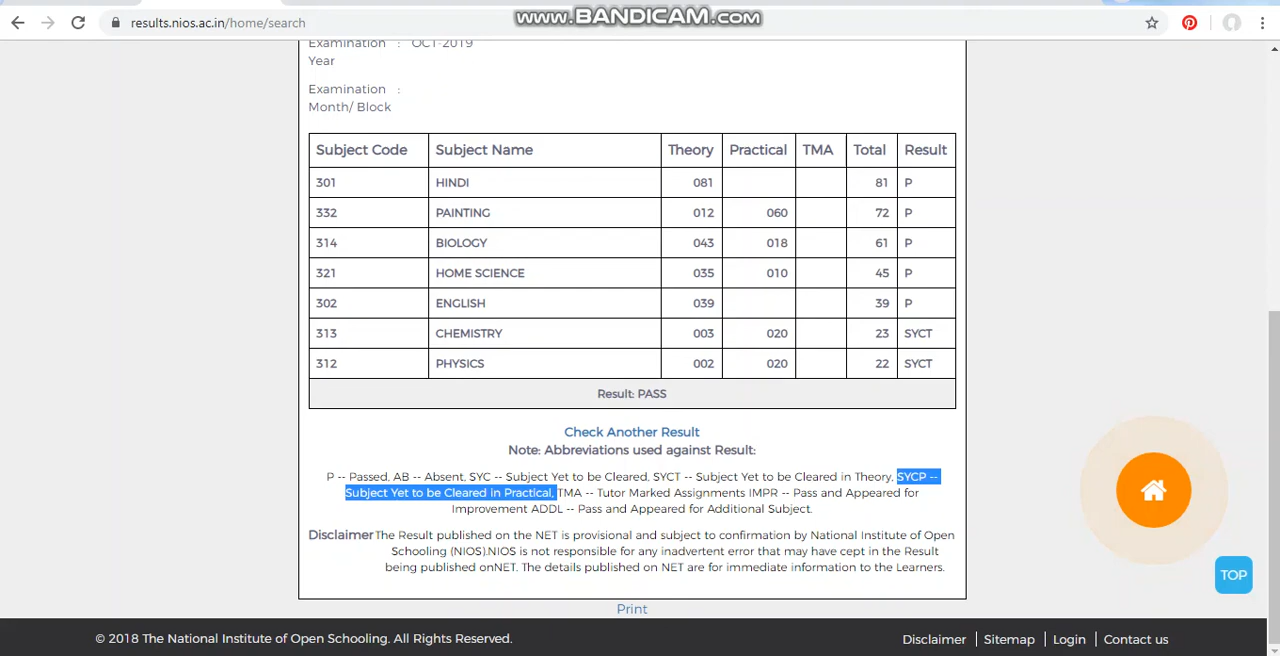 results.nios.ac.in/home/search
www.BANDICAM.com
Examination : OCT-2019
Year
Examination :
Month/ Block
Subject Code Subject Name Theory Practical TMA Total Result
301 HINDI 081 81 P
332 PAINTING 012 060 72 P
314 BIOLOGY 043 018 61 P
321 HOME SCIENCE 035 010 45 P
302 ENGLISH 039 39 P
313 CHEMISTRY 003 020 23 SYCT
312 PHYSICS 002 020 22 SYCT
Result: PASS
Check Another Result
Note: Abbreviations used against Result:
P -- Passed, AB -- Absent, SYC -- Subject Yet to be Cleared, SYCT -- Subject Yet to be Cleared in Theory, SYCP --
Subject Yet to be Cleared in Practical, TMA -- Tutor Marked Assignments IMPR -- Pass and Appeared for
Improvement ADDL -- Pass and Appeared for Additional Subject.
Disclaimer The Result published on the NET is provisional and subject to confirmation by National Institute of Open
Schooling (NIOS).NIOS is not responsible for any inadvertent error that may have cept in the Result
being published onNET. The details published on NET are for immediate information to the Learners.
TOP
Print
© 2018 The National Institute of Open Schooling. All Rights Reserved. Disclaimer | Sitemap | Login | Contact us